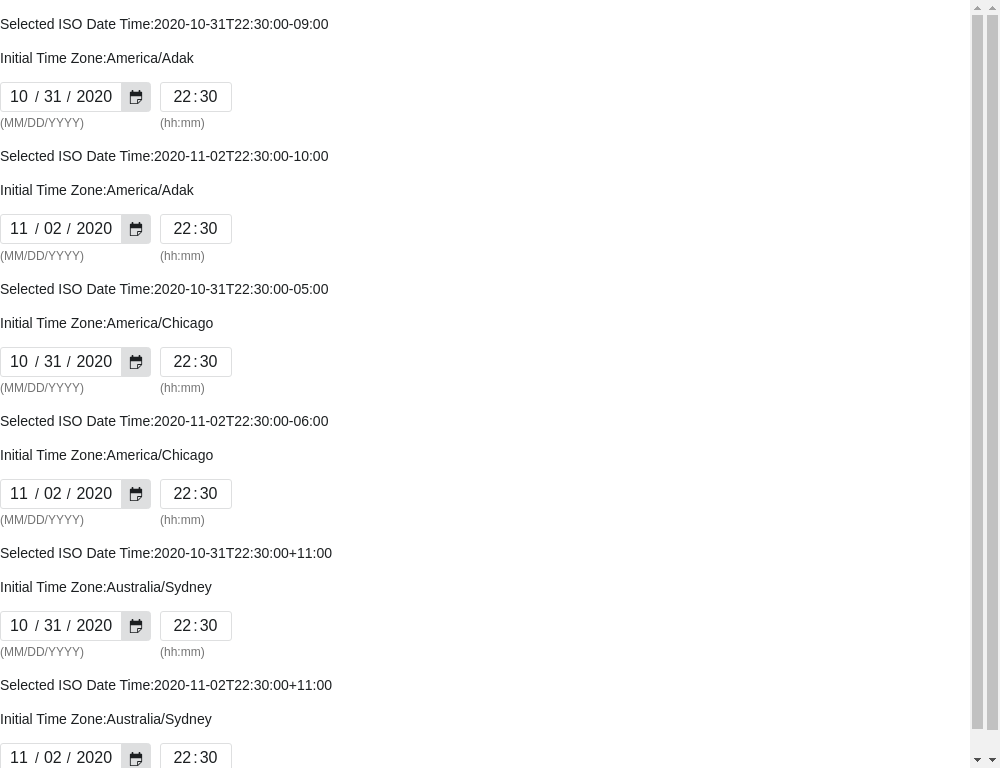 Selected ISO Date Time:2020-10-31T22:30:00-09:00
Initial Time Zone:America/Adak
10 / 31 / 2020 22:30
(MM/DD/YYYY) (hh:mm)
Selected ISO Date Time:2020-11-02T22:30:00-10:00
Initial Time Zone:America/Adak
11 / 02 / 2020 22:30
(MM/DD/YYYY) (hh:mm)
Selected ISO Date Time:2020-10-31T22:30:00-05:00
Initial Time Zone:America/Chicago
10 / 31 / 2020 22:30
(MM/DD/YYYY) (hh:mm)
Selected ISO Date Time:2020-11-02T22:30:00-06:00
Initial Time Zone:America/Chicago
11 / 02 / 2020 22:30
(MM/DD/YYYY) (hh:mm)
Selected ISO Date Time:2020-10-31T22:30:00+11:00
Initial Time Zone:Australia/Sydney
10 / 31 / 2020 22:30
(MM/DD/YYYY) (hh:mm)
Selected ISO Date Time:2020-11-02T22:30:00+11:00
Initial Time Zone:Australia/Sydney
11 / 02 / 2020 22:30